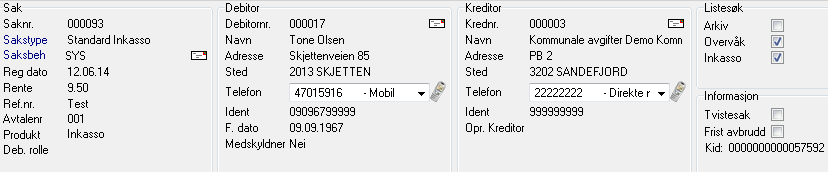 Sak
Saksnr. 000093
Sakstype Standard Inkasso
Saksbeh SYS
Reg dato 12.06.14
Rente 9.50
Ref.nr. Test
Avtalenr 001
Produkt Inkasso
Deb. rolle
Debitor
Debitornr. 000017
Navn Tone Olsen
Adresse Skjettenveien 85
Sted 2013 SKJETTEN
Telefon 47015916 - Mobil
Ident 09096799999
F. dato 09.09.1967
Medskyldner Nei
Kreditor
Krednr. 000003
Navn Kommunale avgifter Demo Komn
Adresse PB 2
Sted 3202 SANDEFJORD
Telefon 22222222 - Direkte r
Ident 999999999
Opr. Kreditor
Listesøk
Arkiv
Overvåk
Inkasso
Informasjon
Tvistesak
Frist avbrudd
Kid: 0000000000057592